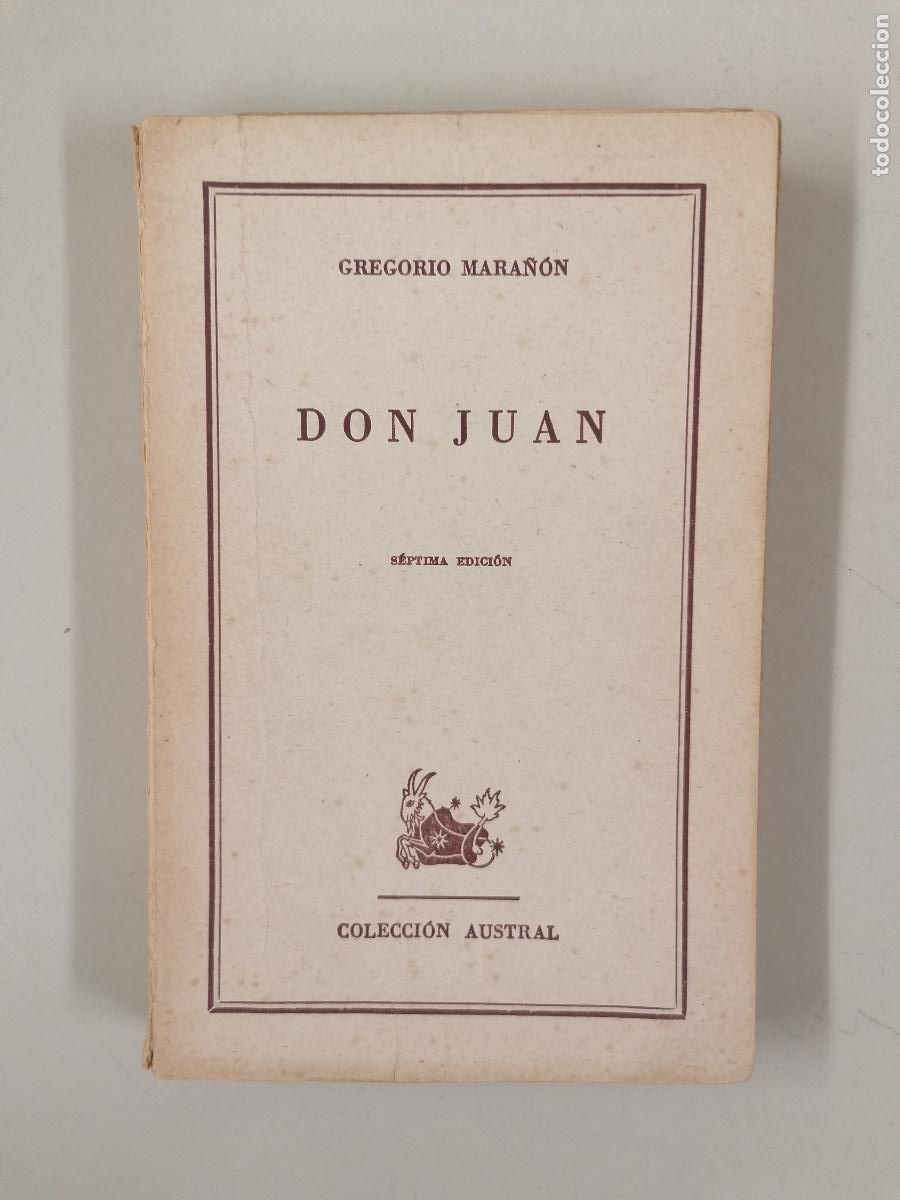 GREGORIO MARAÑÓN
DON JUAN
SÉPTIMA EDICIÓN
COLECCIÓN AUSTRAL
todocoleccion